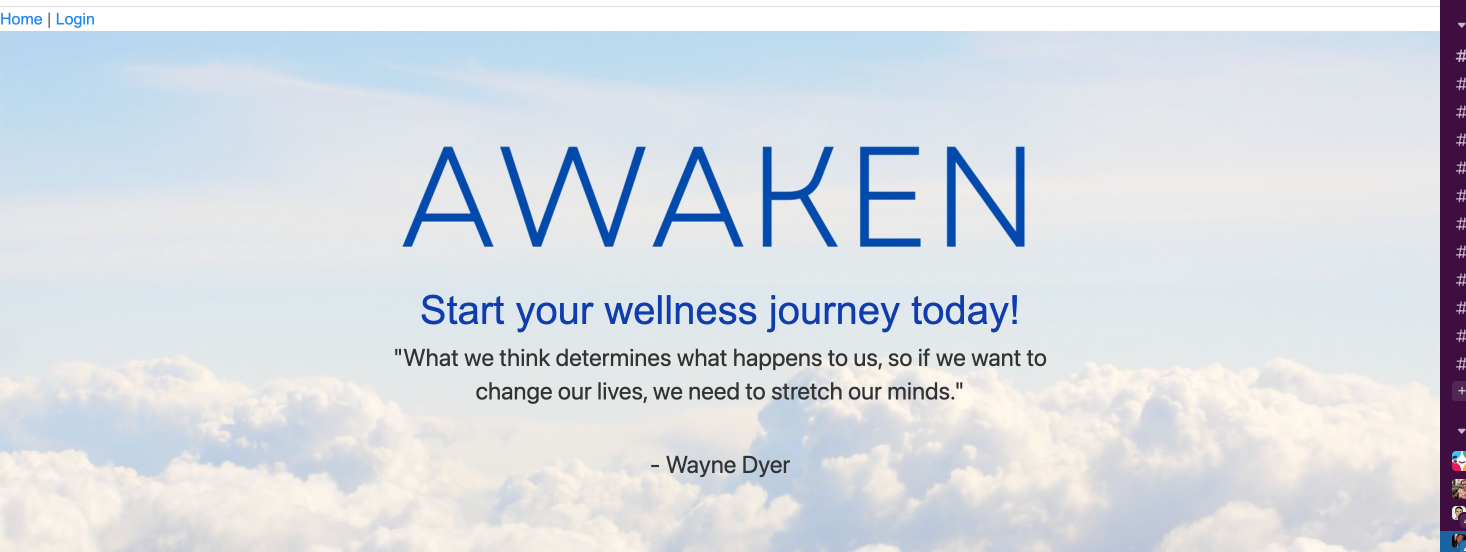 Home | Login
AWAKEN
Start your wellness journey today!
"What we think determines what happens to us, so if we want to
change our lives, we need to stretch our minds."
- Wayne Dyer
#
#
#
#
#
#
#
#
#
#
#
#
+